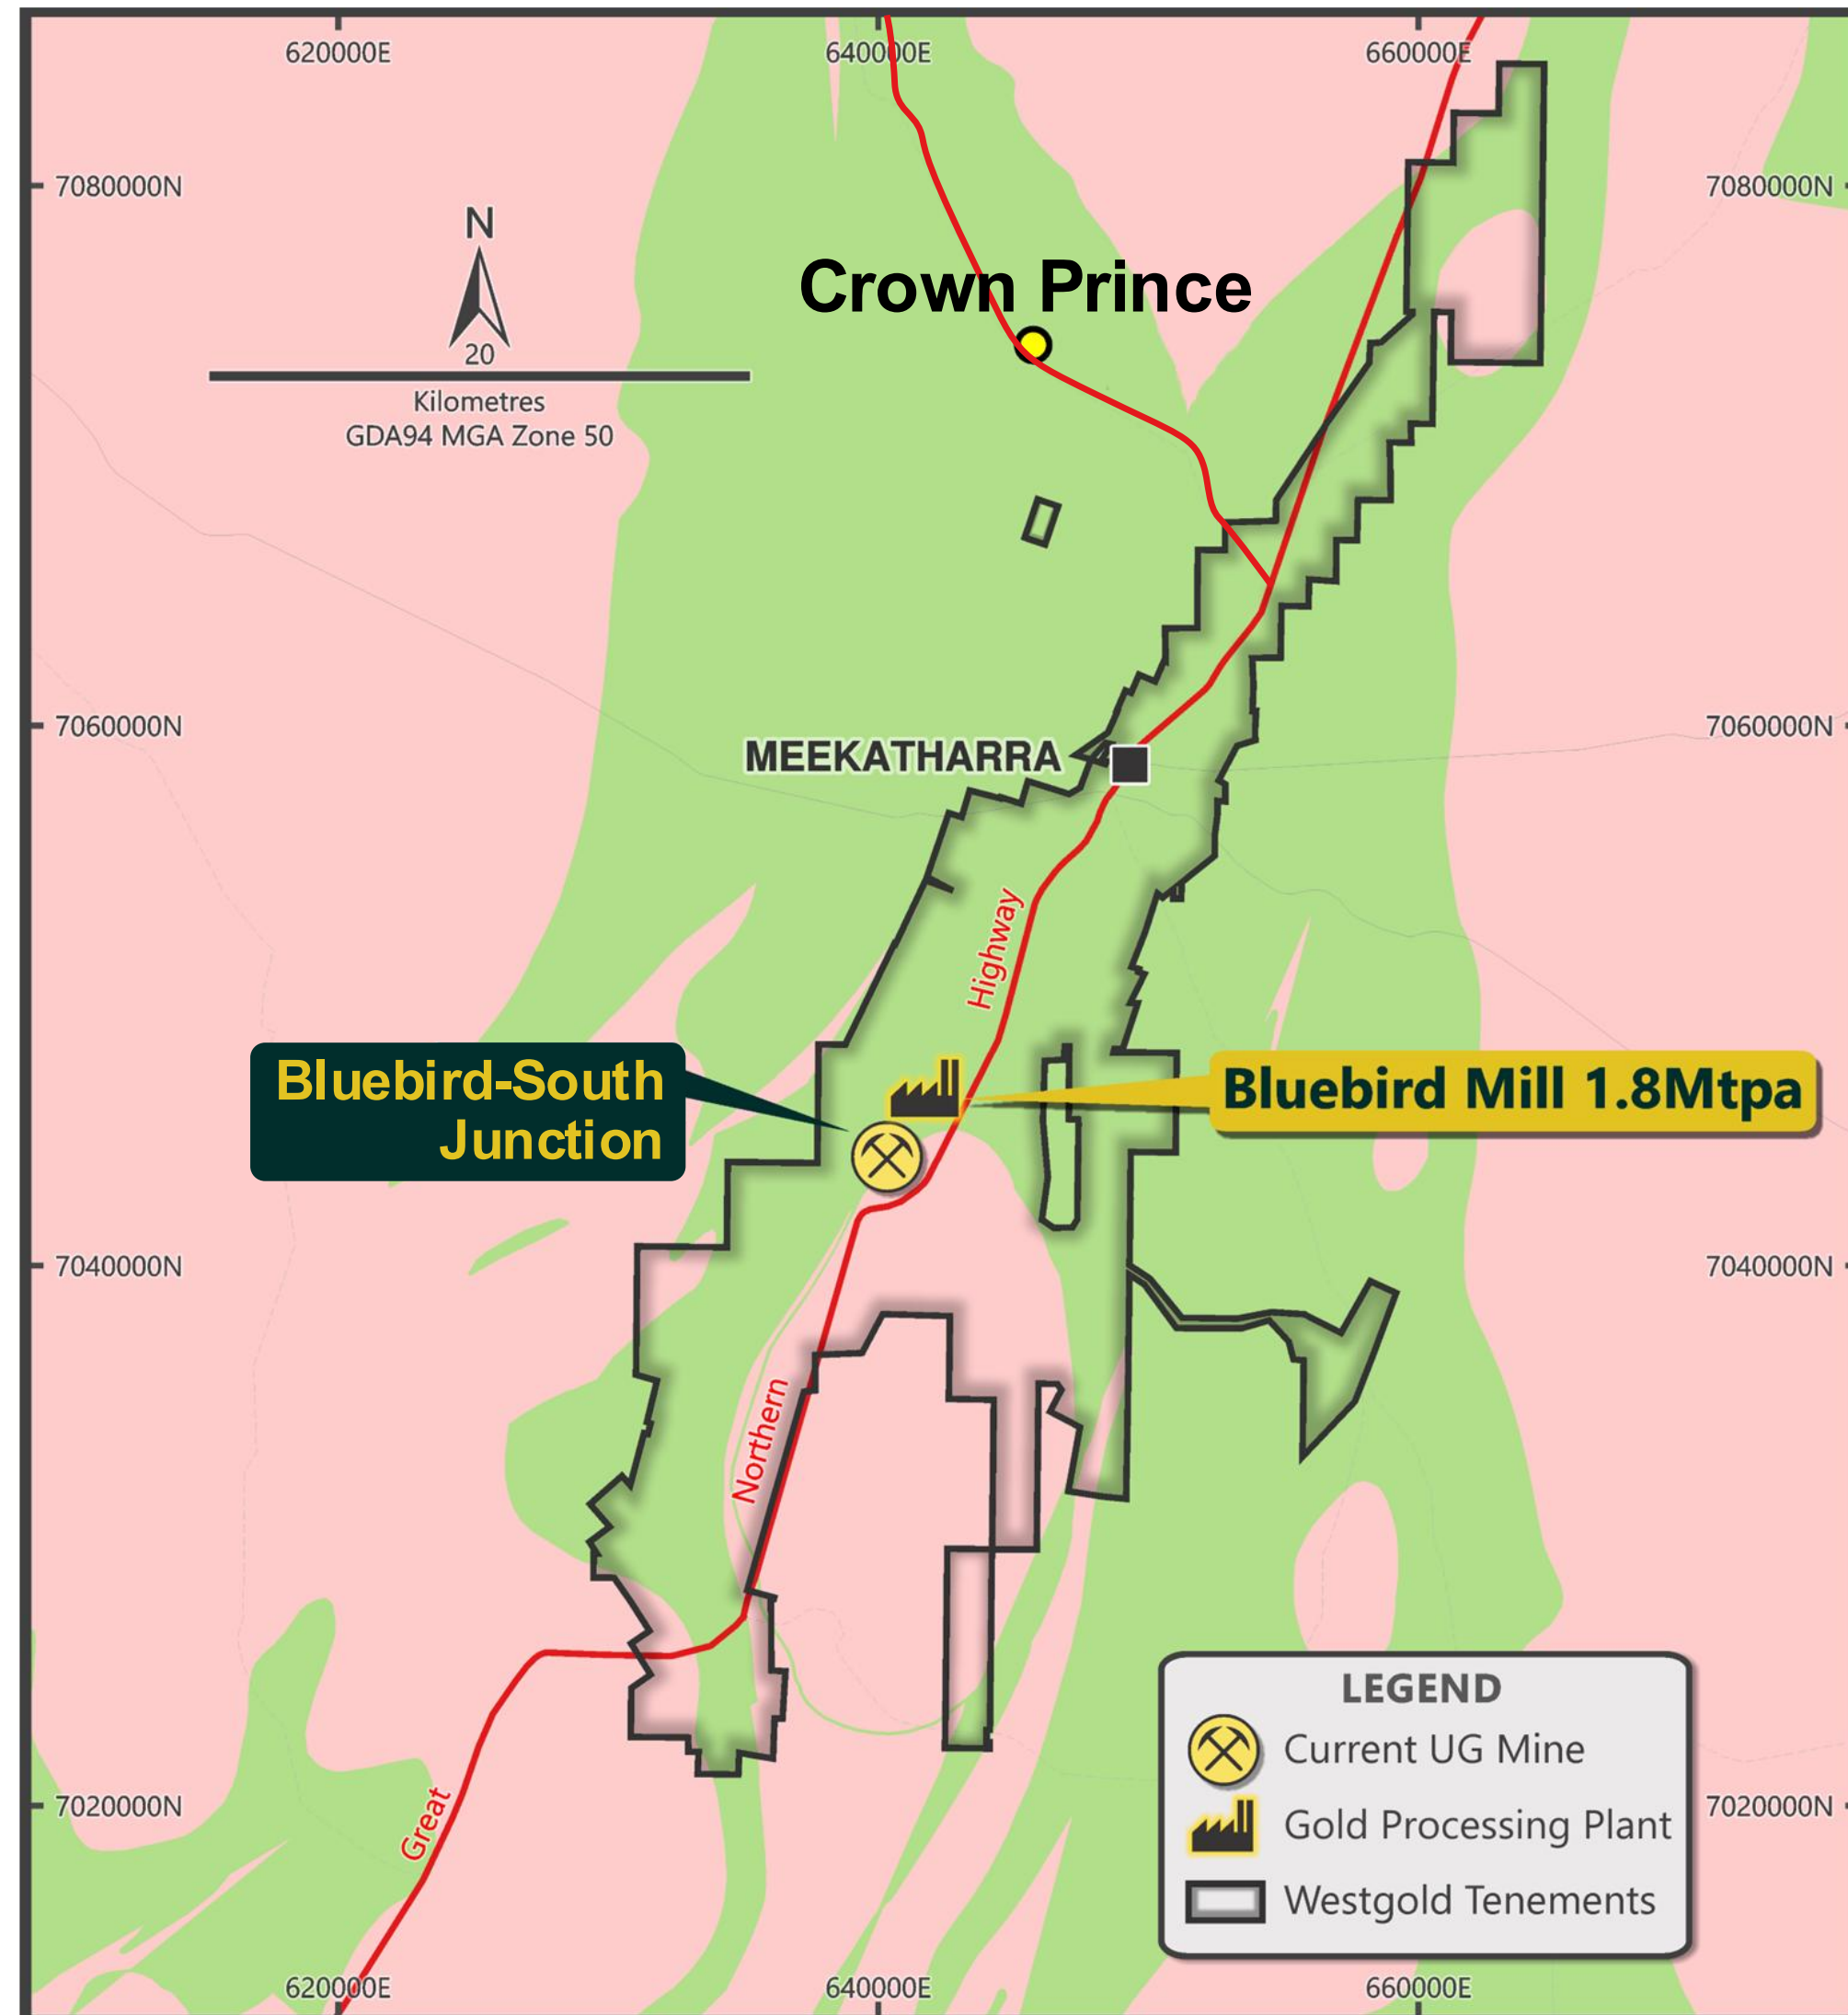 620000E
640000E
660000E
7080000N
7080000N
N
20
Kilometres
GDA94 MGA Zone 50
Crown Prince
7060000N
7060000N
MEEKATHARRA
Highway
Bluebird-South
Junction
Bluebird Mill 1.8Mtpa
7040000N
7040000N
Northern
Great
7020000N
7020000N
LEGEND
Current UG Mine
Gold Processing Plant
Westgold Tenements
620000E
640000E
660000E